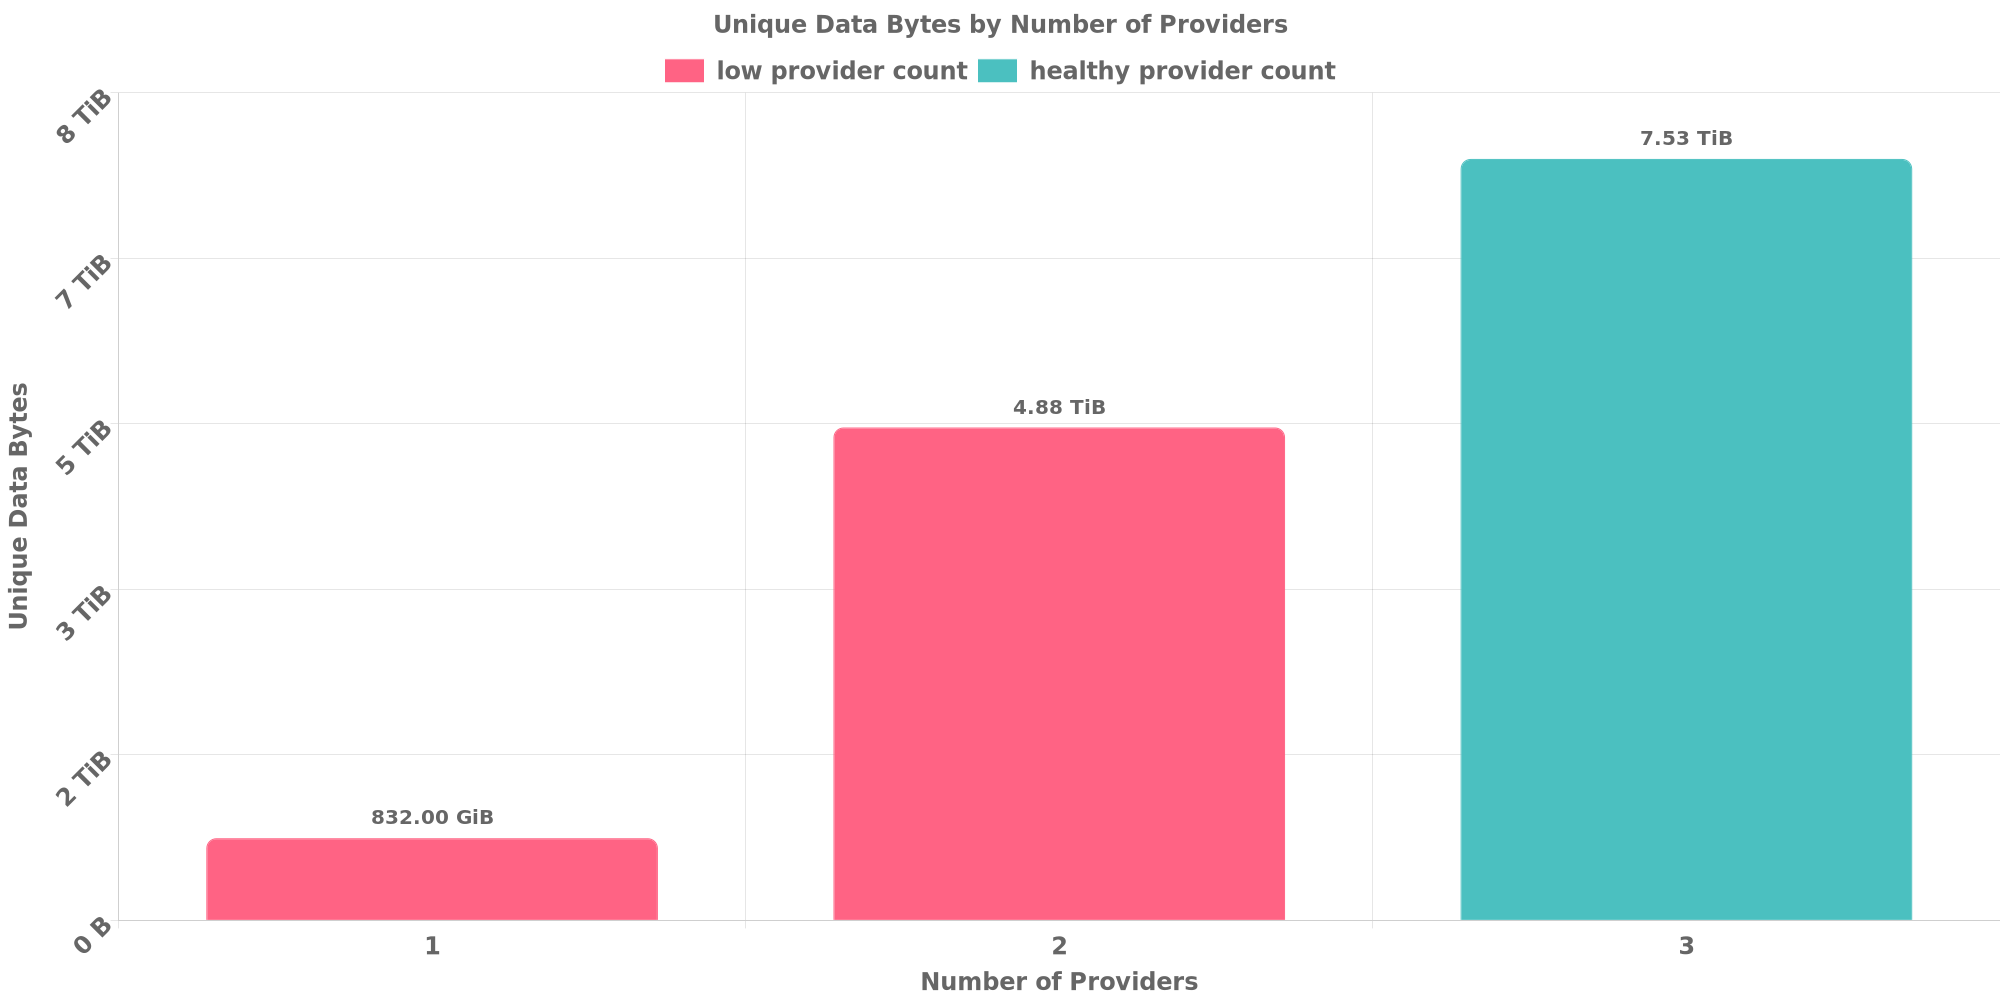 Unique Data Bytes by Number of Providers
low provider count
healthy provider count
8 TiB
7 TiB
5 TiB
3 TiB
2 TiB
0 B
Unique Data Bytes
832.00 GiB
4.88 TiB
7.53 TiB
1
2
3
Number of Providers